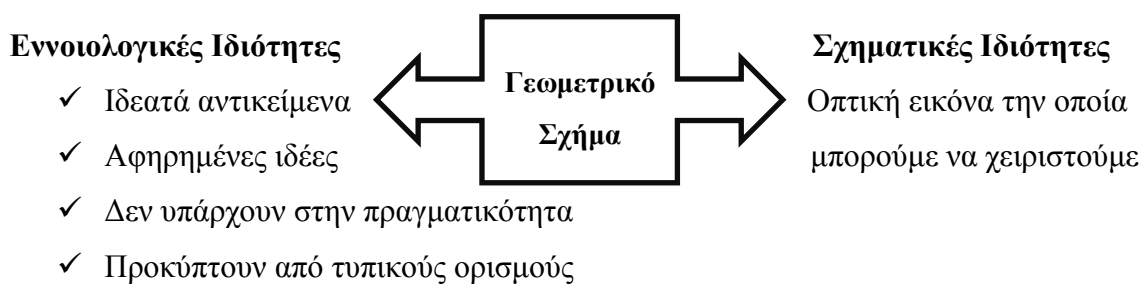 Εννοιολογικές Ιδιότητες
✓ Ιδεατά αντικείμενα
✓ Αφηρημένες ιδέες
✓ Δεν υπάρχουν στην πραγματικότητα
✓ Προκύπτουν από τυπικούς ορισμούς
Γεωμετρικό
Σχήμα
Σχηματικές Ιδιότητες
Οπτική εικόνα την οποία
μπορούμε να χειριστούμε